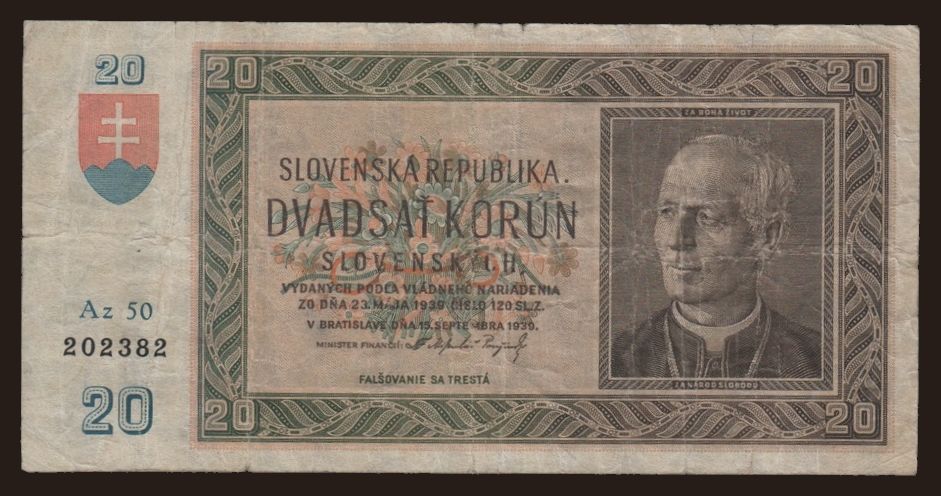 20
20
20
ZA BOHA ŽIVOT
SLOVENSKÁ REPUBLIKA.
DVADSAŤ KORÚN
SLOVENSKÝCH,
VYDANÝCH PODĽA VLÁDNEHO NARIADENIA
ZO DŇA 23. MÁJA 1939, ČÍSLO 120 SL. Z.
V BRATISLAVE DŇA 15. SEPTEMBRA 1939.
MINISTER FINANCIÍ:
FALŠOVANIE SA TRESTÁ
Az 50
202382
ZA NÁROD SLOBODU
20
20
20